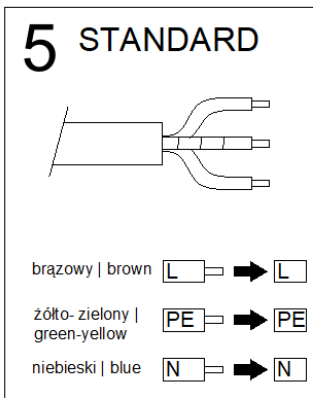 5 STANDARD
brązowy | brown L L
żółto- zielony |
green-yellow PE PE
niebieski | blue N N